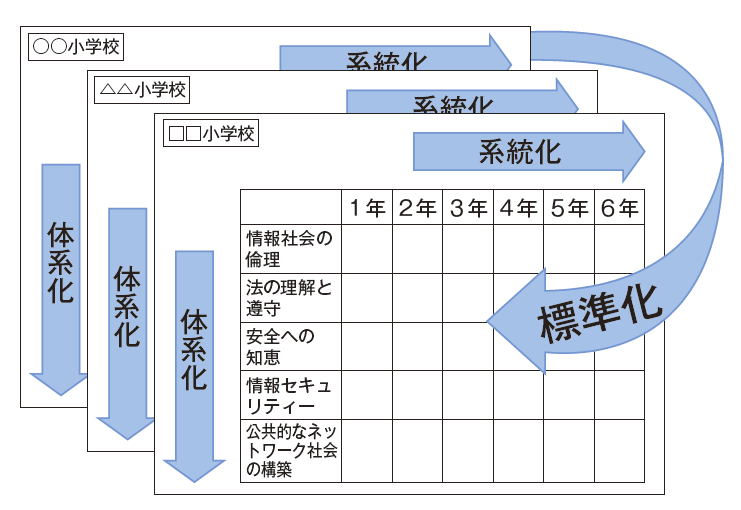 ○○小学校
系統化
体系化
△△小学校
系統化
体系化
□□小学校
系統化
体系化
1年 2年 3年 4年 5年 6年
情報社会の
倫理
法の理解と
遵守
安全への
知恵
情報セキュ
リティー
公共的なネッ
トワーク社会
の構築
標準化